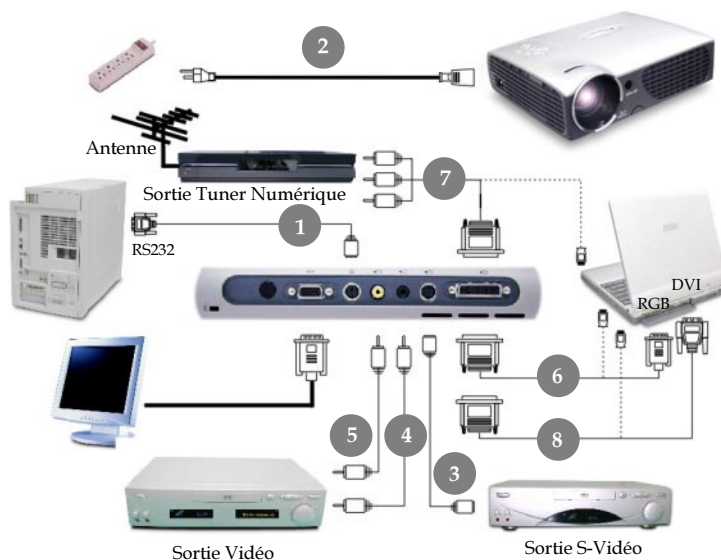 2
Antenne
Sortie Tuner Numérique
7
1
RS232
DVI
RGB
6
5
4
8
3
Sortie Vidéo
Sortie S-Vidéo